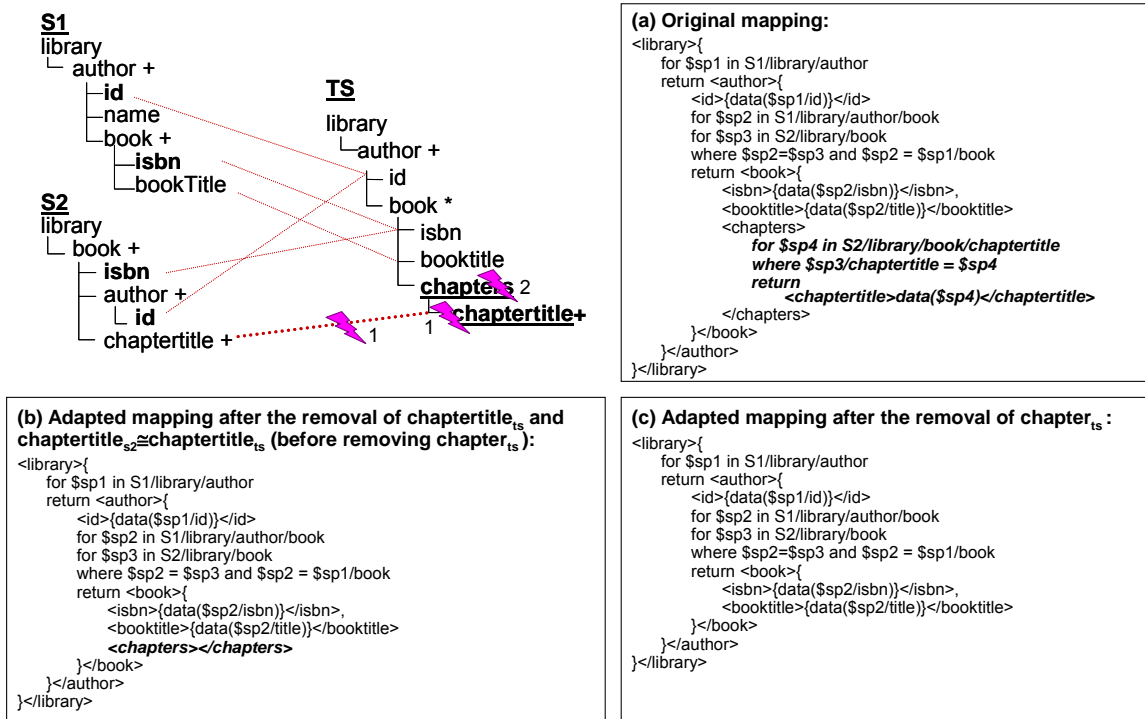 S1
library
author +
id
name
book +
isbn
bookTitle
S2
library
book +
isbn
author +
id
chaptertitle +
TS
library
author +
id
book *
isbn
booktitle
chapters 2
chaptertitle+
1
1
(a) Original mapping:
<library>{
for $sp1 in S1/library/author
return <author>{
<id>{data($sp1/id)}</id>
for $sp2 in S1/library/author/book
for $sp3 in S2/library/book
where $sp2=$sp3 and $sp2 = $sp1/book
return <book>{
<isbn>{data($sp2/isbn)}</isbn>,
<booktitle>{data($sp2/title)}</booktitle>
<chapters>
for $sp4 in S2/library/book/chaptertitle
where $sp3/chaptertitle = $sp4
return
<chaptertitle>data($sp4)</chaptertitle>
</chapters>
}</book>
}</author>
}</library>
(b) Adapted mapping after the removal of chaptertitle_ts and
chaptertitle_s2≅chaptertitle_ts (before removing chapter_ts):
<library>{
for $sp1 in S1/library/author
return <author>{
<id>{data($sp1/id)}</id>
for $sp2 in S1/library/author/book
for $sp3 in S2/library/book
where $sp2 = $sp3 and $sp2 = $sp1/book
return <book>{
<isbn>{data($sp2/isbn)}</isbn>,
<booktitle>{data($sp2/title)}</booktitle>
<chapters></chapters>
}</book>
}</author>
}</library>
(c) Adapted mapping after the removal of chapter_ts :
<library>{
for $sp1 in S1/library/author
return <author>{
<id>{data($sp1/id)}</id>
for $sp2 in S1/library/author/book
for $sp3 in S2/library/book
where $sp2=$sp3 and $sp2 = $sp1/book
return <book>{
<isbn>{data($sp2/isbn)}</isbn>,
<booktitle>{data($sp2/title)}</booktitle>
}</book>
}</author>
}</library>